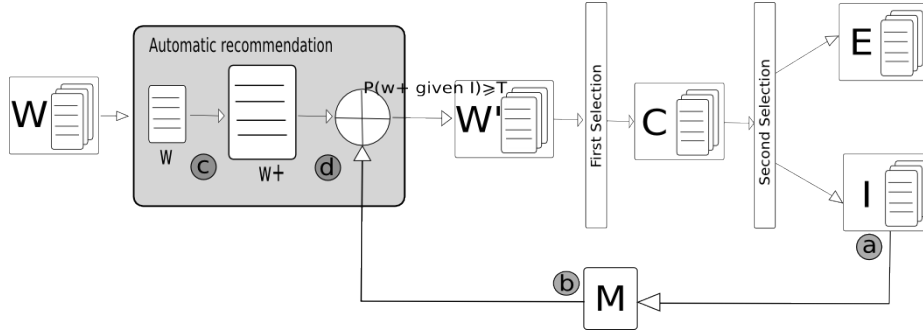 Automatic recommendation
W
w
c
w+
d
P(w+ given I)⩾T
W'
First Selection
C
Second Selection
E
I
a
b
M